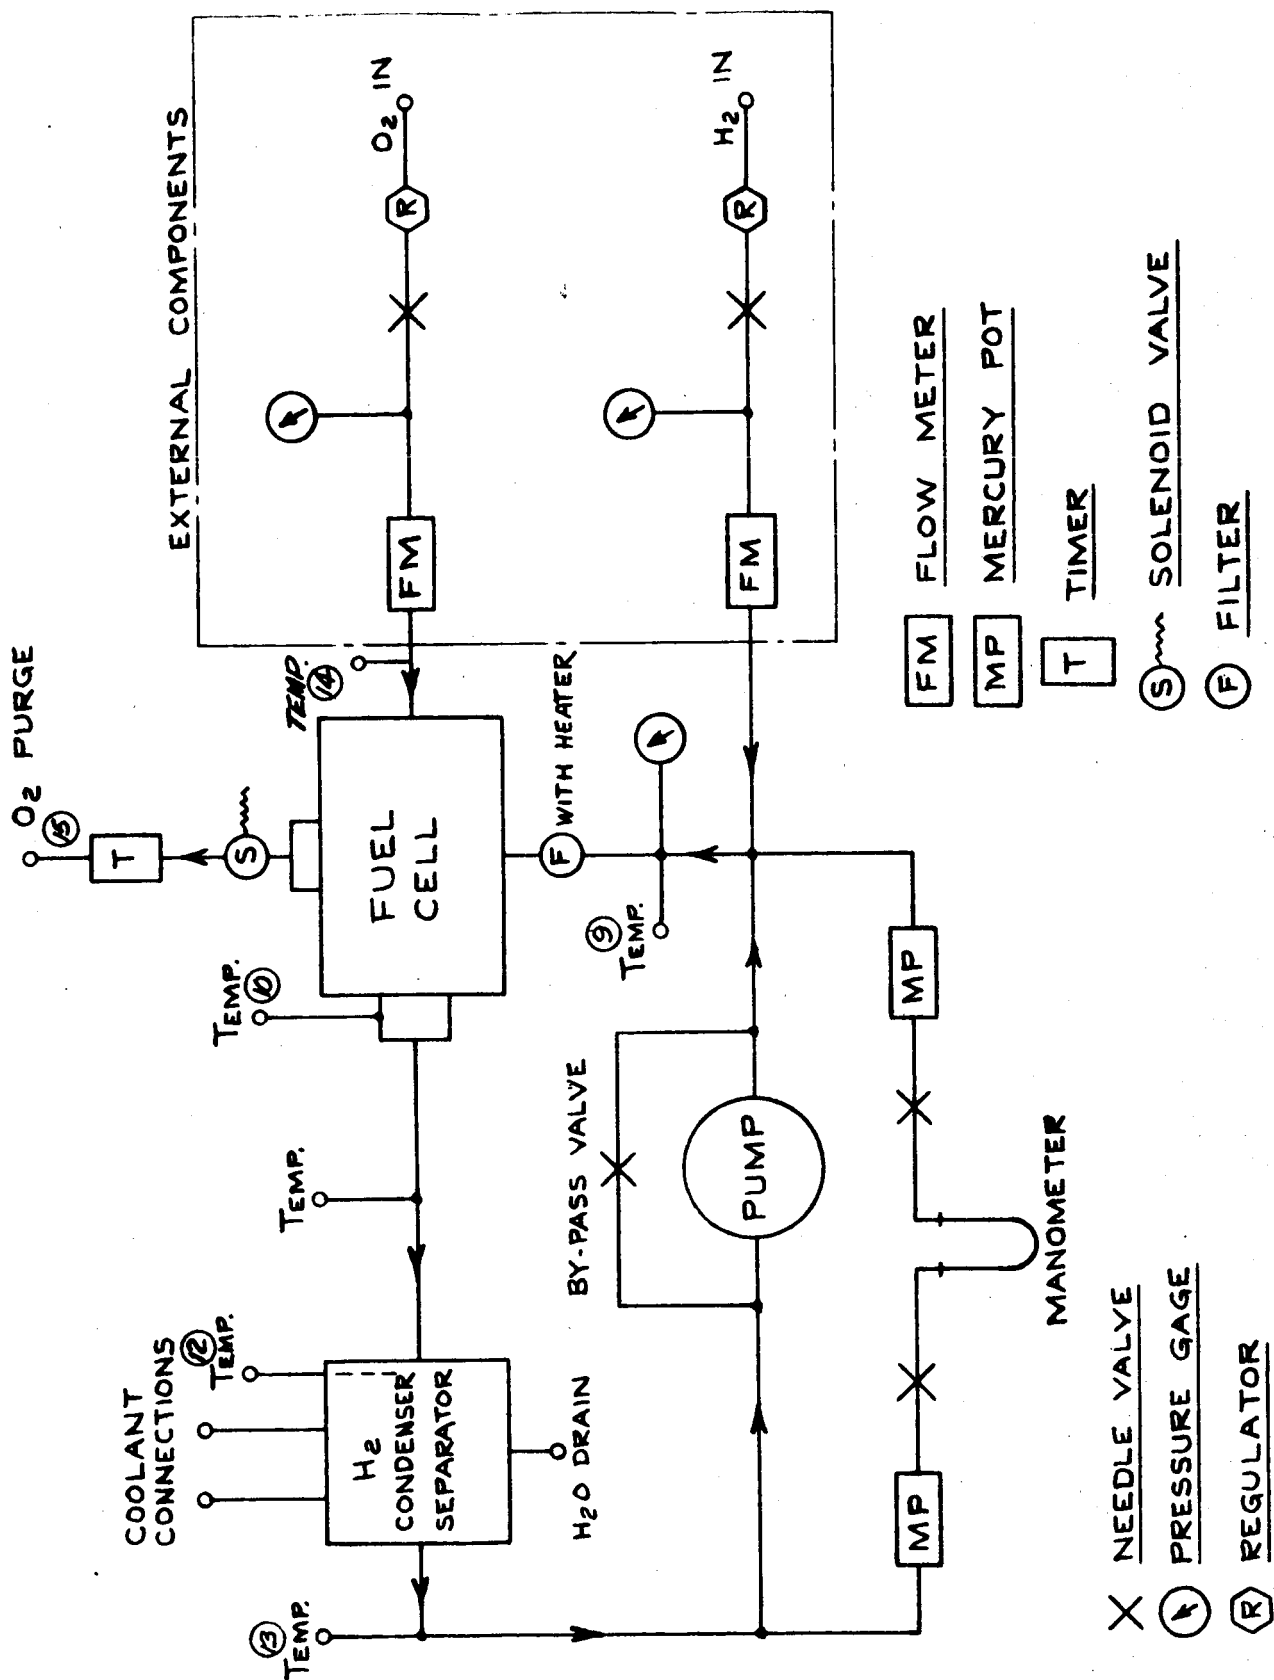 COOLANT
CONNECTIONS
O2 PURGE
15
EXTERNAL COMPONENTS
T
13
TEMP.
12
TEMP.
TEMP.
TEMP.
10
S
TEMP.
14
H2
CONDENSER
SEPARATOR
FUEL
CELL
FM
R
O2 IN
H2O DRAIN
BY-PASS VALVE
9
TEMP.
F
WITH HEATER
PUMP
FM
R
H2 IN
MP
MP
MANOMETER
NEEDLE VALVE
PRESSURE GAGE
R REGULATOR
FM FLOW METER
MP MERCURY POT
T TIMER
S SOLENOID VALVE
F FILTER